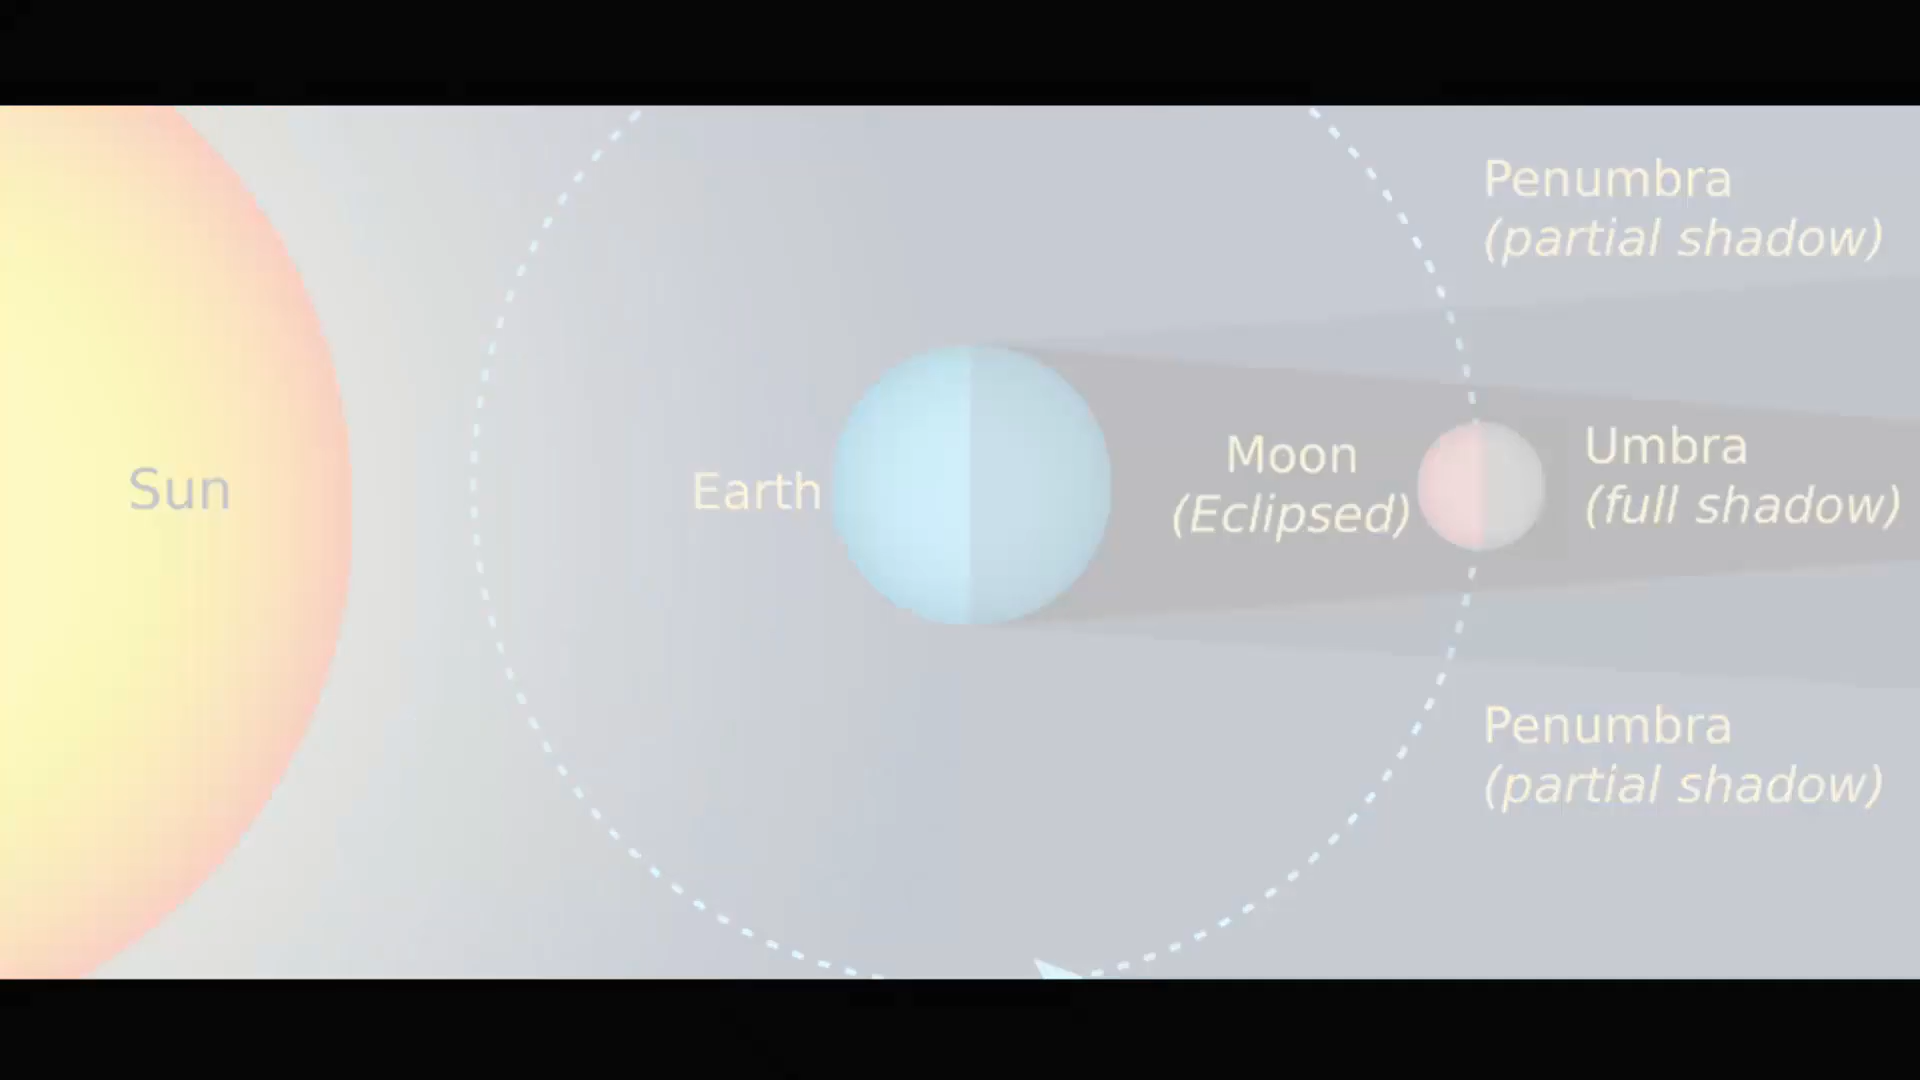 Penumbra
(partial shadow)
Sun
Earth
Moon
(Eclipsed)
Umbra
(full shadow)
Penumbra
(partial shadow)